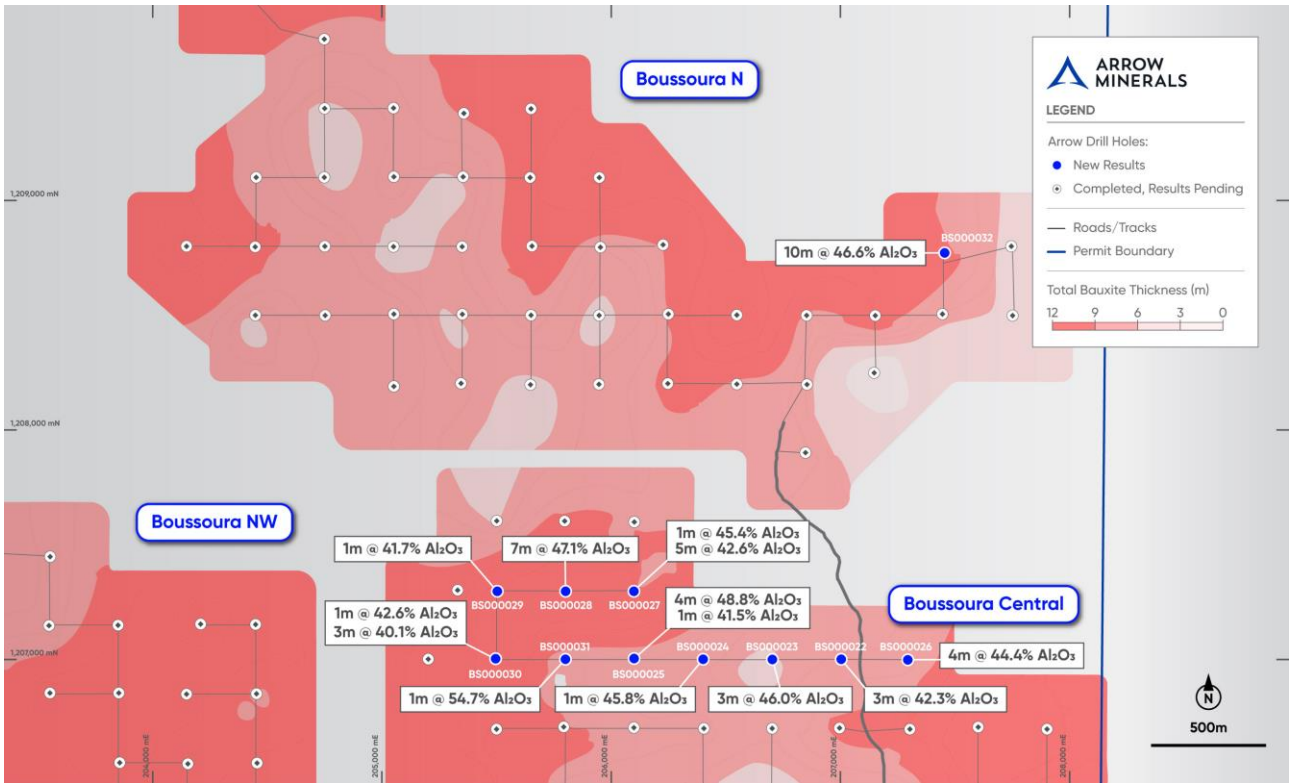 Boussoura N
ARROW
MINERALS
LEGEND
Arrow Drill Holes:
New Results
Completed, Results Pending
Roads/Tracks
Permit Boundary
Total Bauxite Thickness (m)
12 9 6 3 0
1,209,000 mN
BS000032
10m @ 46.6% Al₂O₃
1,208,000 mN
Boussoura NW
1m @ 41.7% Al₂O₃
7m @ 47.1% Al₂O₃
1m @ 45.4% Al₂O₃
5m @ 42.6% Al₂O₃
BS000029
BS000028
BS000027
Boussoura Central
1m @ 42.6% Al₂O₃
3m @ 40.1% Al₂O₃
4m @ 48.8% Al₂O₃
1m @ 41.5% Al₂O₃
1,207,000 mN
BS000030
BS000031
BS000025
BS000024
BS000023
BS000022
BS000026
4m @ 44.4% Al₂O₃
1m @ 54.7% Al₂O₃
1m @ 45.8% Al₂O₃
3m @ 46.0% Al₂O₃
3m @ 42.3% Al₂O₃
204,000 mE
205,000 mE
206,000 mE
207,000 mE
208,000 mE
N
500m